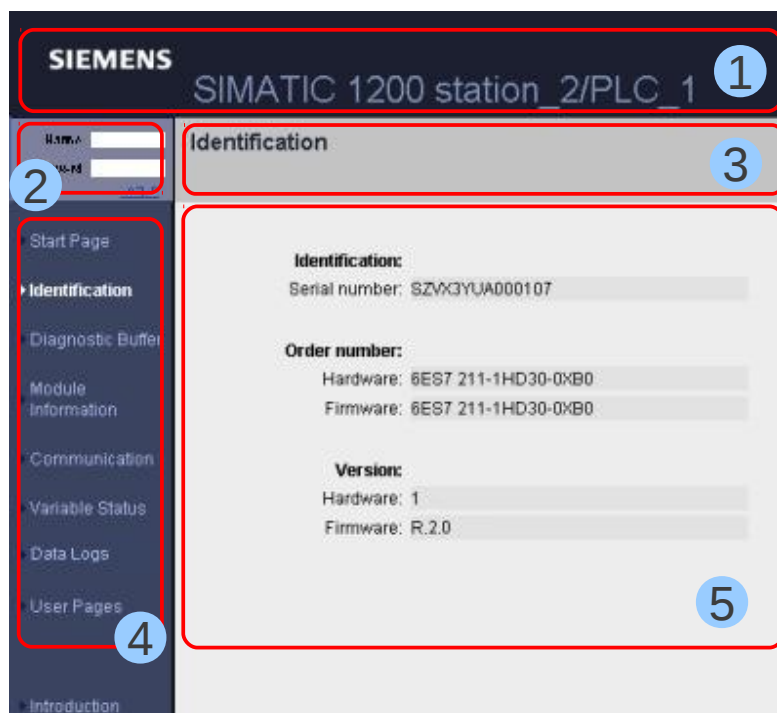 SIEMENS
SIMATIC 1200 station_2/PLC_1
1
Name
2
Identification
3
Start Page
Identification
Diagnostic Buffer
Module
Information
Communication
Variable Status
Data Logs
User Pages
4
Introduction
Identification:
Serial number: SZVX3YUA000107
Order number:
Hardware: 6ES7 211-1HD30-0XB0
Firmware: 6ES7 211-1HD30-0XB0
Version:
Hardware: 1
Firmware: R.2.0
5